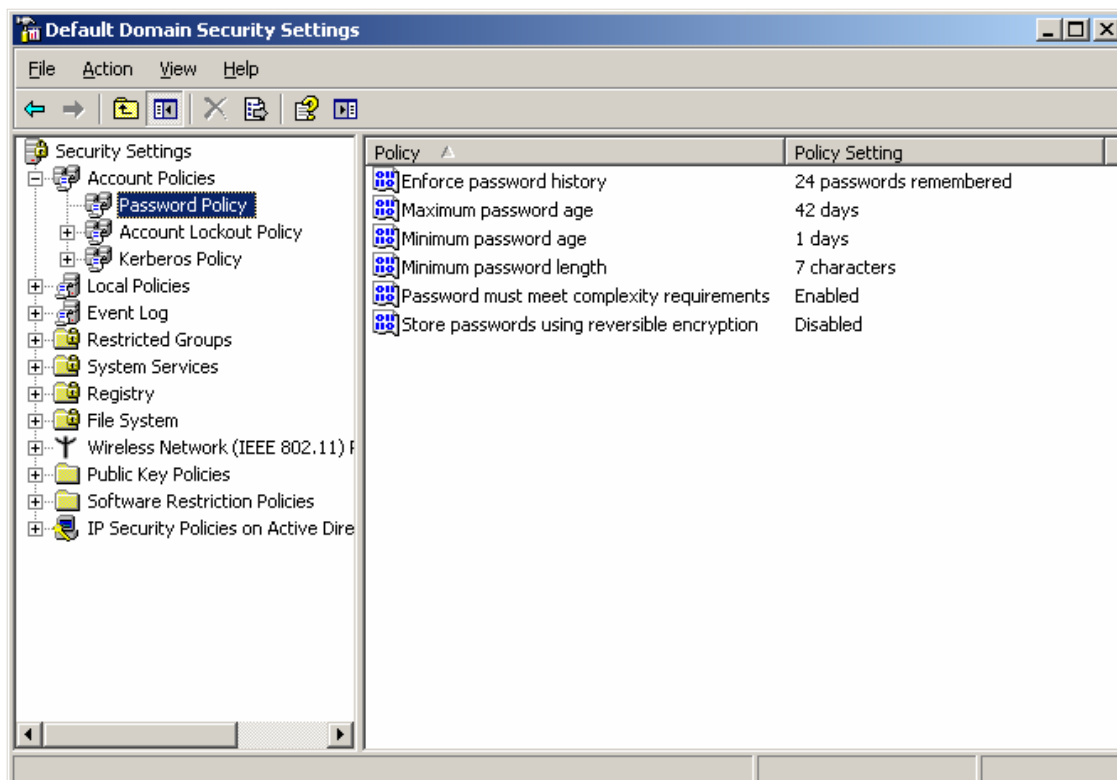 Default Domain Security Settings
File Action View Help
Security Settings
Account Policies
Password Policy
Account Lockout Policy
Kerberos Policy
Local Policies
Event Log
Restricted Groups
System Services
Registry
File System
Wireless Network (IEEE 802.11)
Public Key Policies
Software Restriction Policies
IP Security Policies on Active Dire
Policy Policy Setting
Enforce password history 24 passwords remembered
Maximum password age 42 days
Minimum password age 1 days
Minimum password length 7 characters
Password must meet complexity requirements Enabled
Store passwords using reversible encryption Disabled